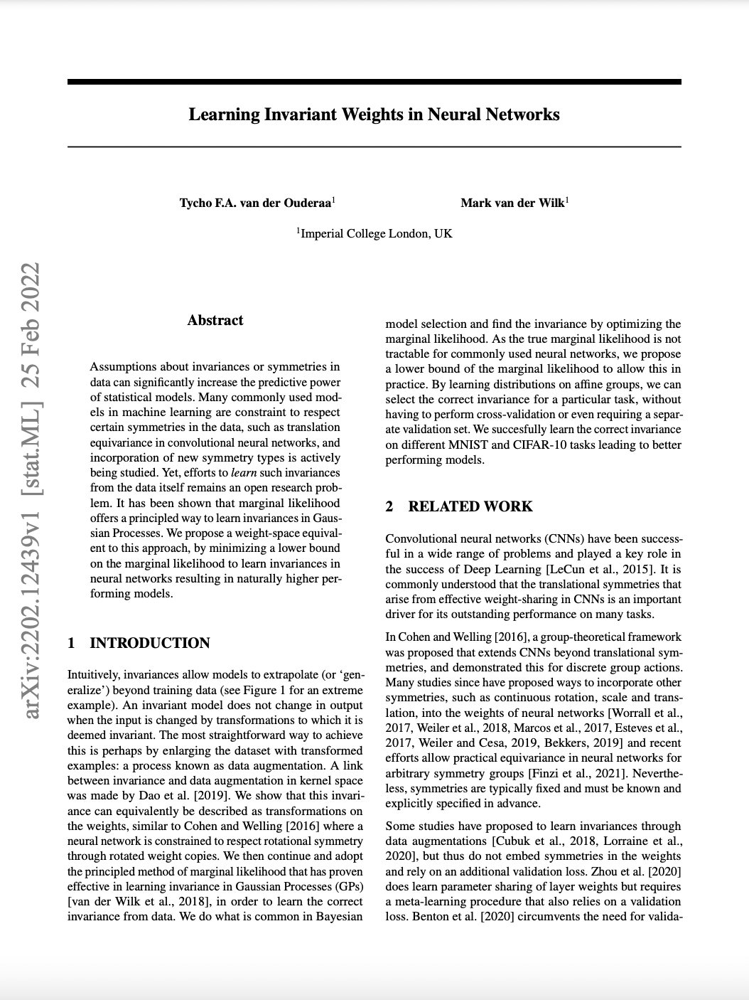 Learning Invariant Weights in Neural Networks
Tycho F.A. van der Ouderaa1
Mark van der Wilk1
1Imperial College London, UK
arXiv:2202.12439v1 [stat.ML] 25 Feb 2022
Abstract
Assumptions about invariances or symmetries in
data can significantly increase the predictive power
of statistical models. Many commonly used mod-
els in machine learning are constraint to respect
certain symmetries in the data, such as translation
equivariance in convolutional neural networks, and
incorporation of new symmetry types is actively
being studied. Yet, efforts to learn such invariances
from the data itself remains an open research prob-
lem. It has been shown that marginal likelihood
offers a principled way to learn invariances in Gaus-
sian Processes. We propose a weight-space equival-
ent to this approach, by minimizing a lower bound
on the marginal likelihood to learn invariances in
neural networks resulting in naturally higher per-
forming models.
1 INTRODUCTION
Intuitively, invariances allow models to extrapolate (or ‘gen-
eralize’) beyond training data (see Figure 1 for an extreme
example). An invariant model does not change in output
when the input is changed by transformations to which it is
deemed invariant. The most straightforward way to achieve
this is perhaps by enlarging the dataset with transformed
examples: a process known as data augmentation. A link
between invariance and data augmentation in kernel space
was made by Dao et al. [2019]. We show that this invari-
ance can equivalently be described as transformations on
the weights, similar to Cohen and Welling [2016] where a
neural network is constrained to respect rotational symmetry
through rotated weight copies. We then continue and adopt
the principled method of marginal likelihood that has proven
effective in learning invariance in Gaussian Processes (GPs)
[van der Wilk et al., 2018], in order to learn the correct
invariance from data. We do what is common in Bayesian
model selection and find the invariance by optimizing the
marginal likelihood. As the true marginal likelihood is not
tractable for commonly used neural networks, we propose
a lower bound of the marginal likelihood to allow this in
practice. By learning distributions on affine groups, we can
select the correct invariance for a particular task, without
having to perform cross-validation or even requiring a separ-
ate validation set. We succesfully learn the correct invariance
on different MNIST and CIFAR-10 tasks leading to better
performing models.
2 RELATED WORK
Convolutional neural networks (CNNs) have been success-
ful in a wide range of problems and played a key role in
the success of Deep Learning [LeCun et al., 2015]. It is
commonly understood that the translational symmetries that
arise from effective weight-sharing in CNNs is an important
driver for its outstanding performance on many tasks.
In Cohen and Welling [2016], a group-theoretical framework
was proposed that extends CNNs beyond translational sym-
metries, and demonstrated this for discrete group actions.
Many studies since have proposed ways to incorporate other
symmetries, such as continuous rotation, scale and trans-
lation, into the weights of neural networks [Worrall et al.,
2017, Weiler et al., 2018, Marcos et al., 2017, Esteves et al.,
2017, Weiler and Cesa, 2019, Bekkers, 2019] and recent
efforts allow practical equivariance in neural networks for
arbitrary symmetry groups [Finzi et al., 2021]. Neverthe-
less, symmetries are typically fixed and must be known and
explicitly specified in advance.
Some studies have proposed to learn invariances through
data augmentations [Cubuk et al., 2018, Lorraine et al.,
2020], but thus do not embed symmetries in the weights
and rely on an additional validation loss. Zhou et al. [2020]
does learn parameter sharing of layer weights but requires
a meta-learning procedure that also relies on a validation
loss. Benton et al. [2020] circumvents the need for valida-